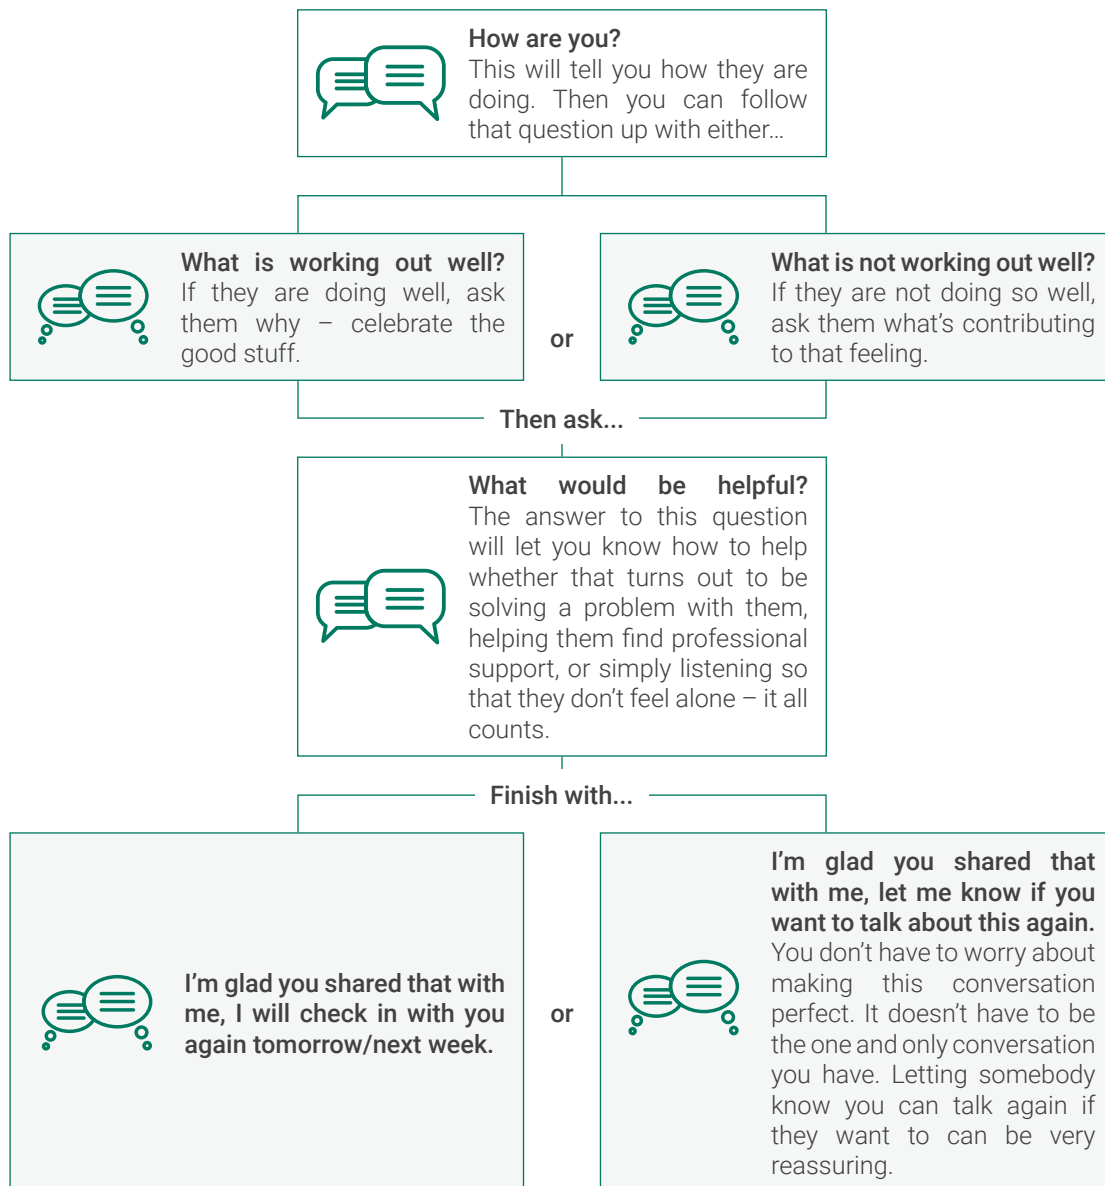 How are you?
This will tell you how they are
doing. Then you can follow
that question up with either…
What is working out well?
If they are doing well, ask
them why – celebrate the
good stuff.
or
What is not working out well?
If they are not doing so well,
ask them what’s contributing
to that feeling.
Then ask...
What would be helpful?
The answer to this question
will let you know how to help
whether that turns out to be
solving a problem with them,
helping them find professional
support, or simply listening so
that they don’t feel alone – it all
counts.
Finish with...
I’m glad you shared that with
me, I will check in with you
again tomorrow/next week.
or
I’m glad you shared that
with me, let me know if you
want to talk about this again.
You don’t have to worry about
making this conversation
perfect. It doesn’t have to be
the one and only conversation
you have. Letting somebody
know you can talk again if
they want to can be very
reassuring.